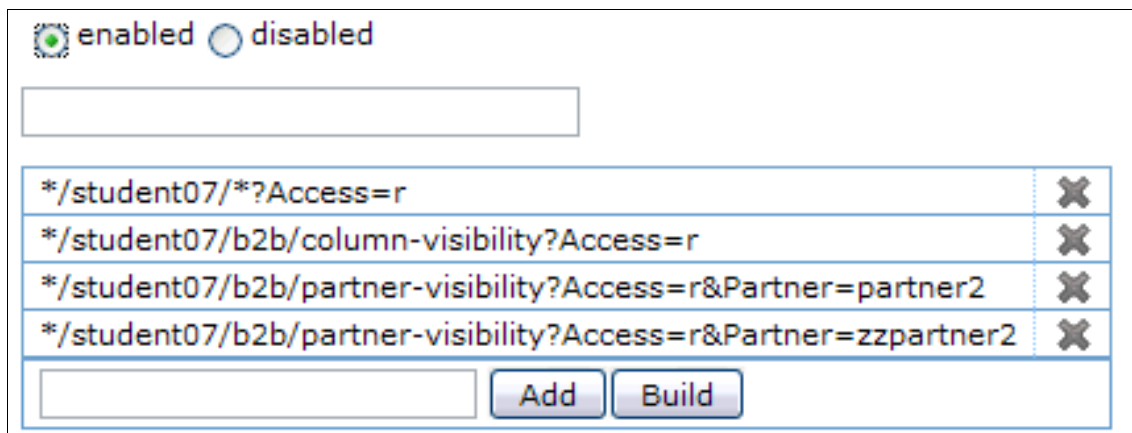 enabled disabled
*/student07/*?Access=r
*/student07/b2b/column-visibility?Access=r
*/student07/b2b/partner-visibility?Access=r&Partner=partner2
*/student07/b2b/partner-visibility?Access=r&Partner=zzpartner2
Add Build